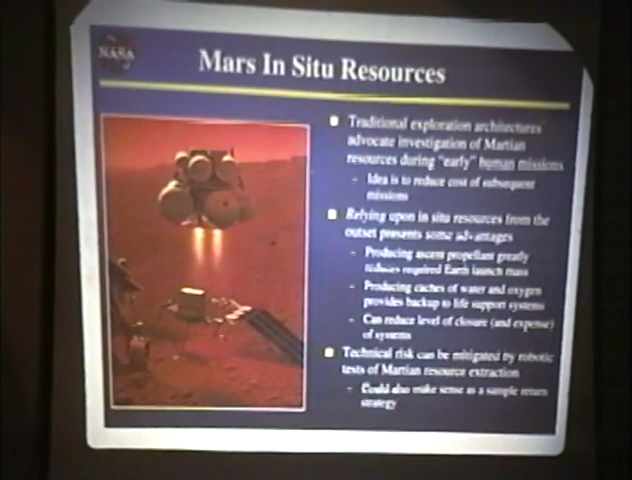 NASA
Mars In Situ Resources
Traditional exploration architectures
advocate investigation of Martian
resources during "early" human missions
– Idea is to reduce cost of subsequent
missions
Relying upon in situ resources from the
outset presents some advantages
– Producing ascent propellant greatly
reduces required Earth launch mass
– Producing caches of water and oxygen
provides backup to life support systems
– Can reduce level of closure (and expense)
of systems
Technical risk can be mitigated by robotic
tests of Martian resource extraction
– Could also make sense as a sample return
strategy